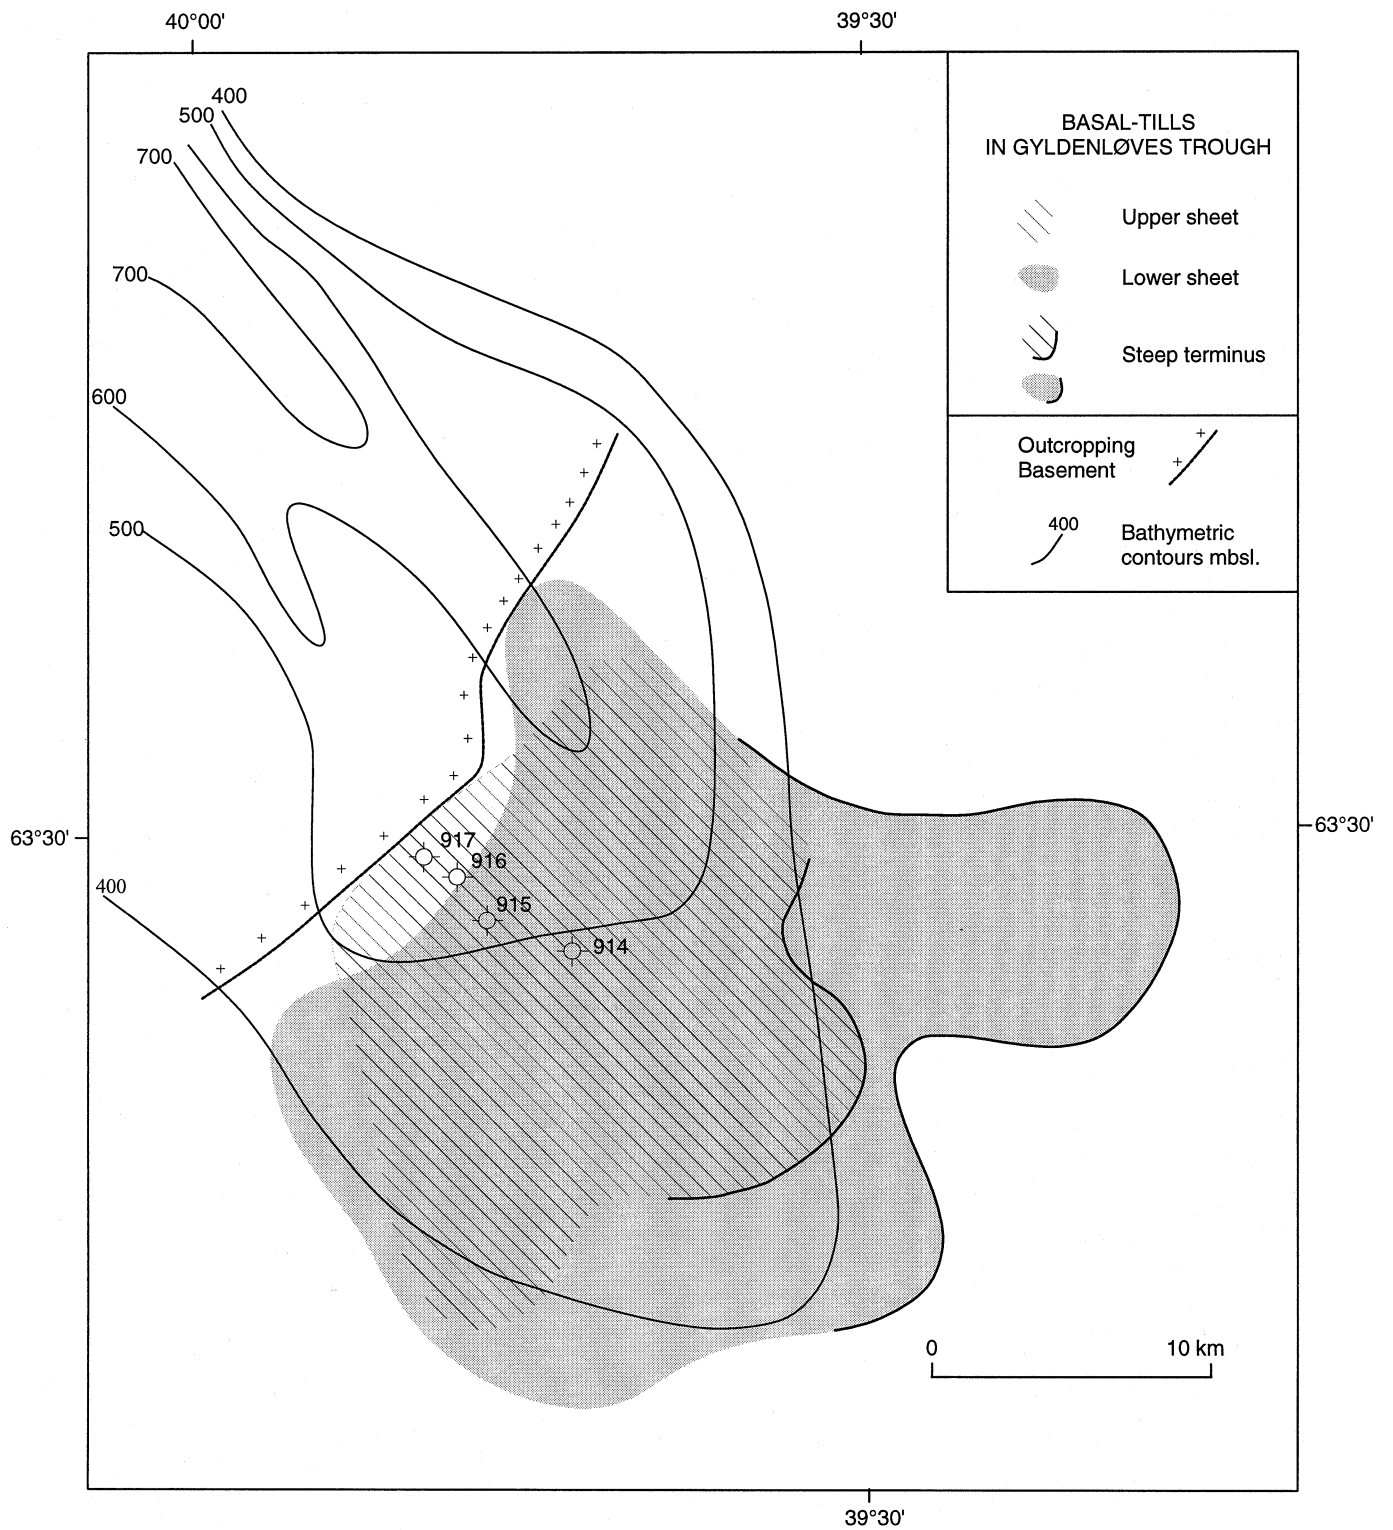 40°00'
39°30'
400
500
700
700
600
500
400
BASAL-TILLS
IN GYLDENLØVES TROUGH
Upper sheet
Lower sheet
Steep terminus
Outcropping
Basement
400
Bathymetric
contours mbsl.
63°30'
63°30'
917
916
915
914
0
10 km
39°30'